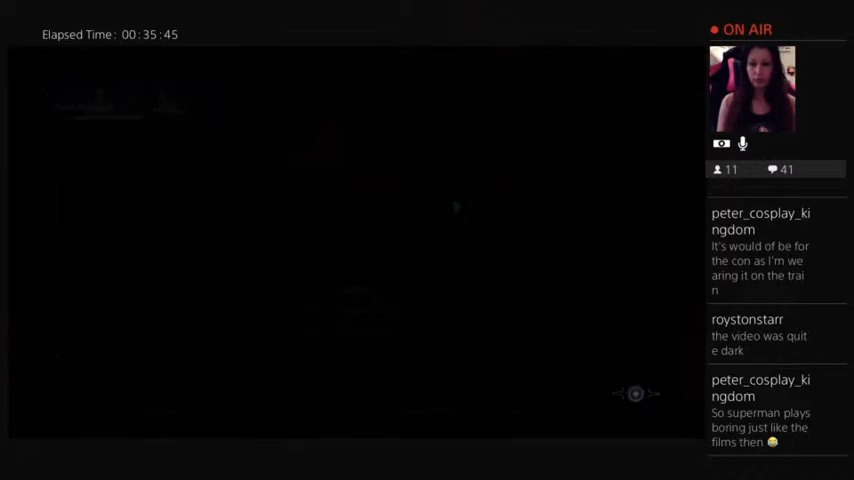 Elapsed Time: 00:35:45
ON AIR
11 41
peter_cosplay_ki
ngdom
It's would of be for
the con as I'm we
aring it on the trai
n
roystonstarr
the video was quit
e dark
peter_cosplay_ki
ngdom
So superman plays
boring just like the
films then 😂